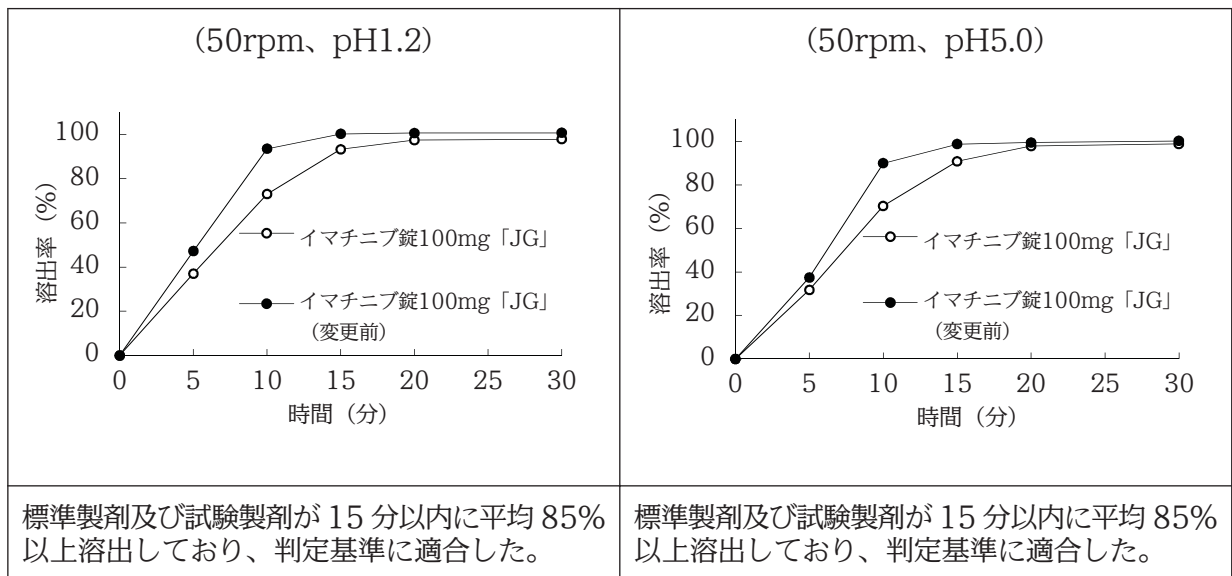 (50rpm、pH1.2)
100
80
60
40
20
0
溶出率 (%)
イマチニブ錠100mg「JG」
イマチニブ錠100mg「JG」
(変更前)
0 5 10 15 20 25 30
時間 (分)
標準製剤及び試験製剤が 15 分以内に平均 85%
以上溶出しており、判定基準に適合した。
(50rpm、pH5.0)
100
80
60
40
20
0
溶出率 (%)
イマチニブ錠100mg「JG」
イマチニブ錠100mg「JG」
(変更前)
0 5 10 15 20 25 30
時間 (分)
標準製剤及び試験製剤が 15 分以内に平均 85%
以上溶出しており、判定基準に適合した。